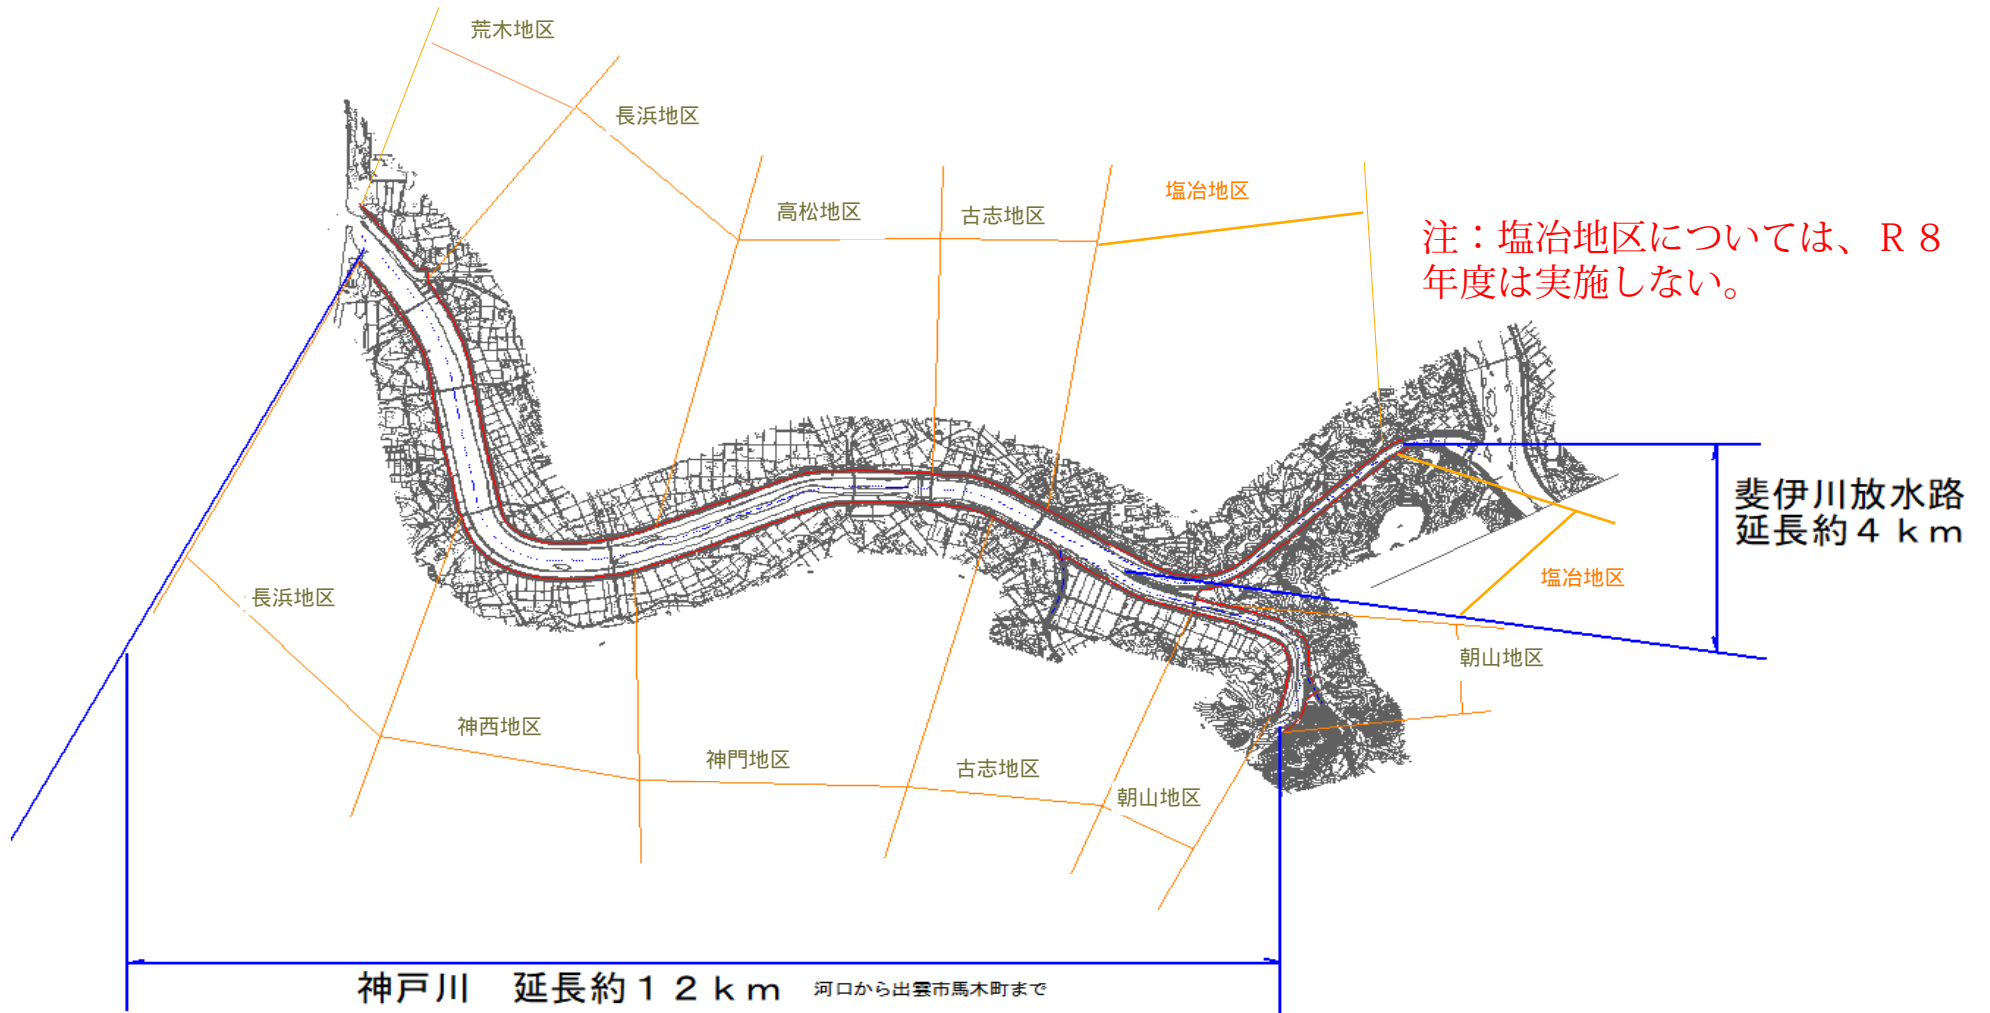 荒木地区
長浜地区
高松地区
古志地区
塩冶地区
注：塩冶地区については、Ｒ８
年度は実施しない。
斐伊川放水路
延長約４ｋｍ
塩冶地区
長浜地区
朝山地区
神西地区
神門地区
古志地区
朝山地区
神戸川　延長約１２ｋｍ　河口から出雲市馬木町まで